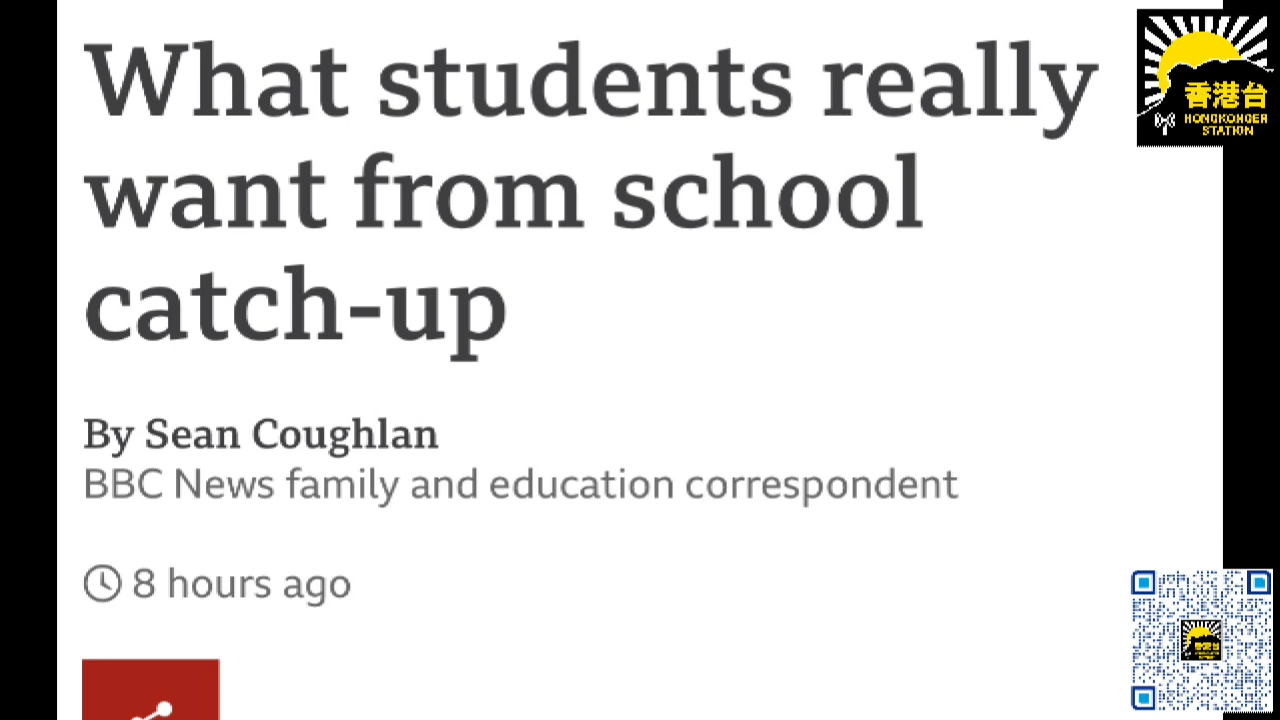 What students really
want from school
catch-up
By Sean Coughlan
BBC News family and education correspondent
8 hours ago
香港台
HONGKONGER
STATION